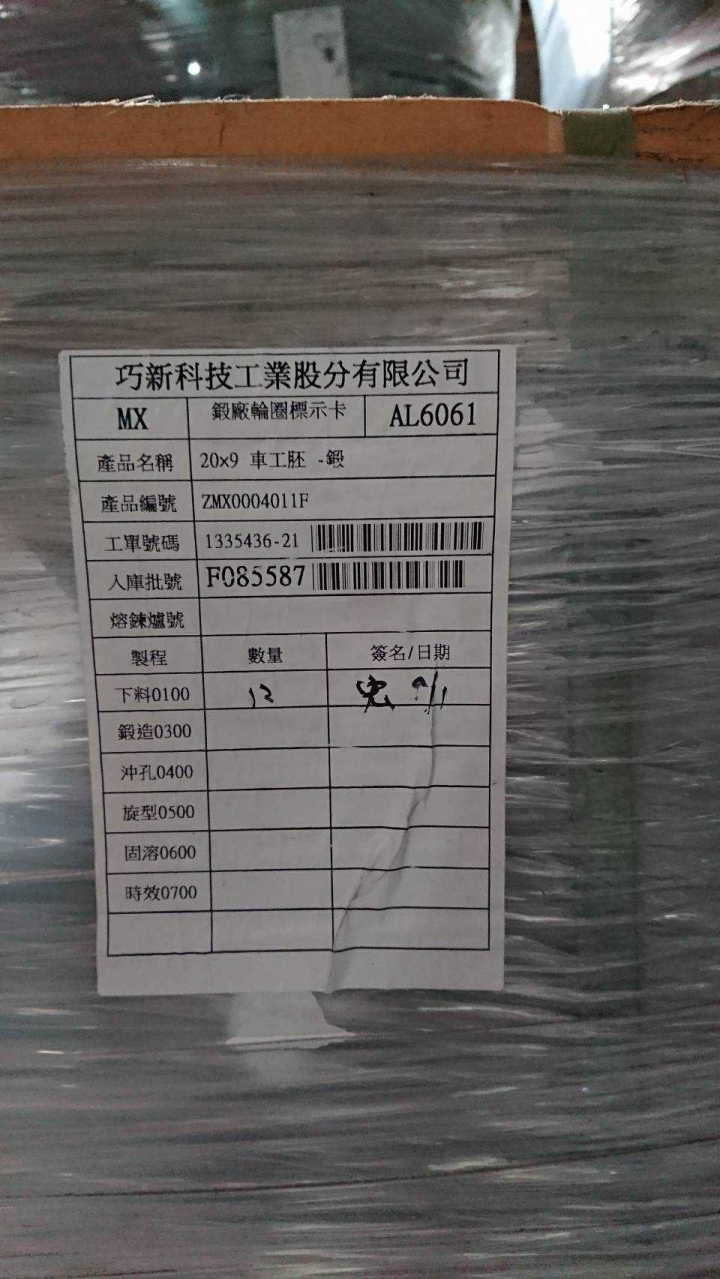 巧新科技工業股分有限公司
MX 鍛廠輪圈標示卡 AL6061
產品名稱 20x9 車工胚 -鍛
產品編號 ZMX0004011F
工單號碼 1335436-21
入庫批號 F085587
熔鍊爐號
製程 數量 簽名/日期
下料0100 12
鍛造0300
沖孔0400
旋型0500
固溶0600
時效0700